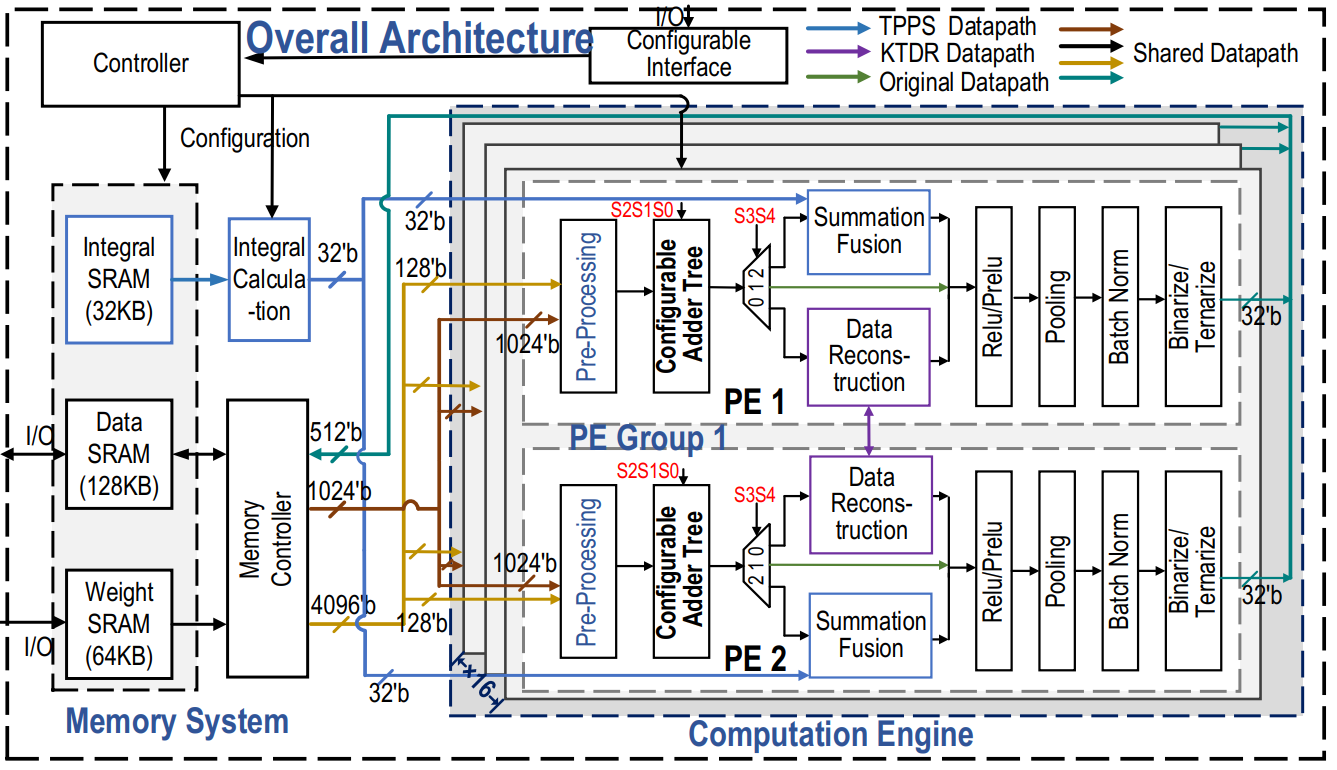 Overall Architecture
Controller
I/O
Configurable
Interface
TPPS Datapath
KTDR Datapath
Original Datapath
Shared Datapath
Configuration
Integral
SRAM
(32KB)
Integral
Calcula
-tion
32'b
32'b
128'b
1024'b
Data
SRAM
(128KB)
I/O
Weight
SRAM
(64KB)
I/O
Memory
Controller
512'b
1024'b
4096'b
128'b
1024'b
32'b
Memory System
S2S1S0
Pre-Processing
Configurable
Adder Tree
S3S4
0 1 2
Summation
Fusion
Data
Recons-
truction
PE 1
Relu/Prelu
Pooling
Batch Norm
Binarize/
Ternarize
32'b
PE Group 1
S2S1S0
Pre-Processing
Configurable
Adder Tree
S3S4
2 1 0
Data
Recons-
truction
Summation
Fusion
PE 2
Relu/Prelu
Pooling
Batch Norm
Binarize/
Ternarize
32'b
×16
Computation Engine